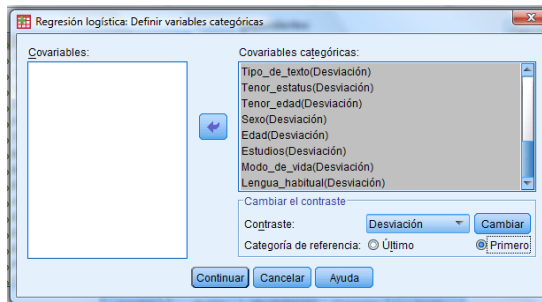 Regresión logística: Definir variables categóricas
Covariables:
Covariables categóricas:
Tipo_de_texto(Desviación)
Tenor_estatus(Desviación)
Tenor_edad(Desviación)
Sexo(Desviación)
Edad(Desviación)
Estudios(Desviación)
Modo_de_vida(Desviación)
Lengua_habitual(Desviación)
Cambiar el contraste
Contraste: Desviación Cambiar
Categoría de referencia: Último Primero
Continuar Cancelar Ayuda